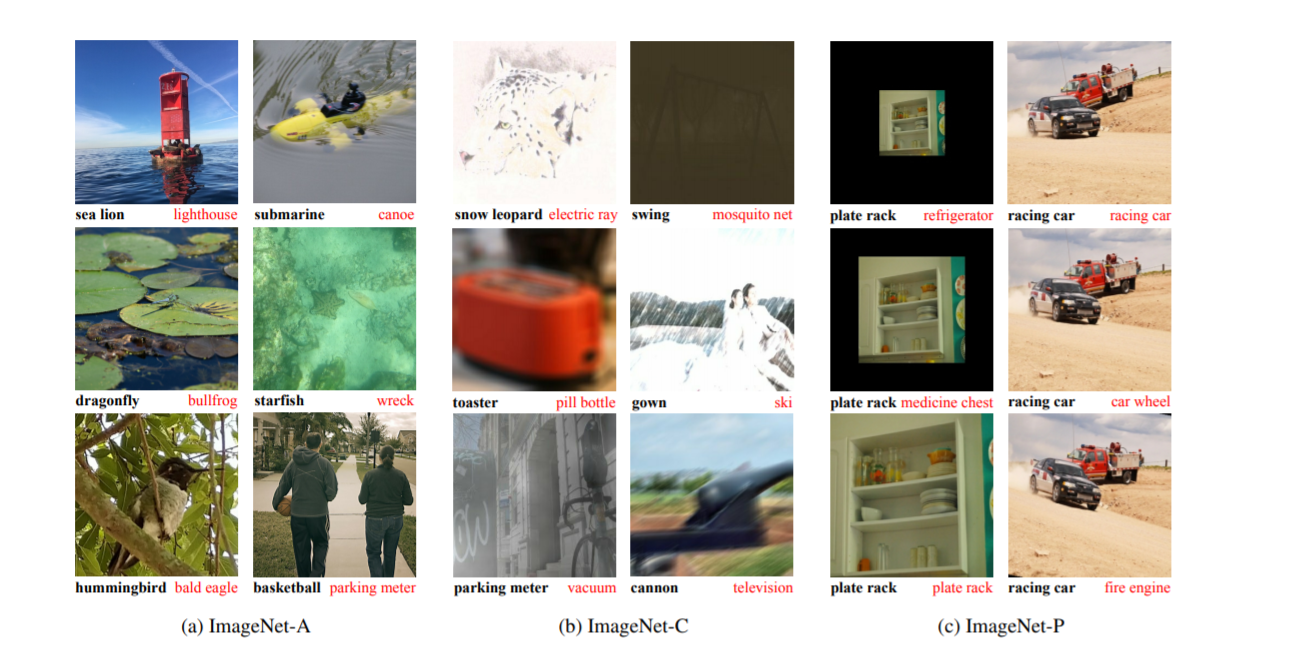 sea lion lighthouse submarine canoe snow leopard electric ray swing mosquito net plate rack refrigerator racing car racing car
dragonfly bullfrog starfish wreck toaster pill bottle gown ski plate rack medicine chest racing car car wheel
hummingbird bald eagle basketball parking meter parking meter vacuum cannon television plate rack plate rack racing car fire engine
(a) ImageNet-A (b) ImageNet-C (c) ImageNet-P